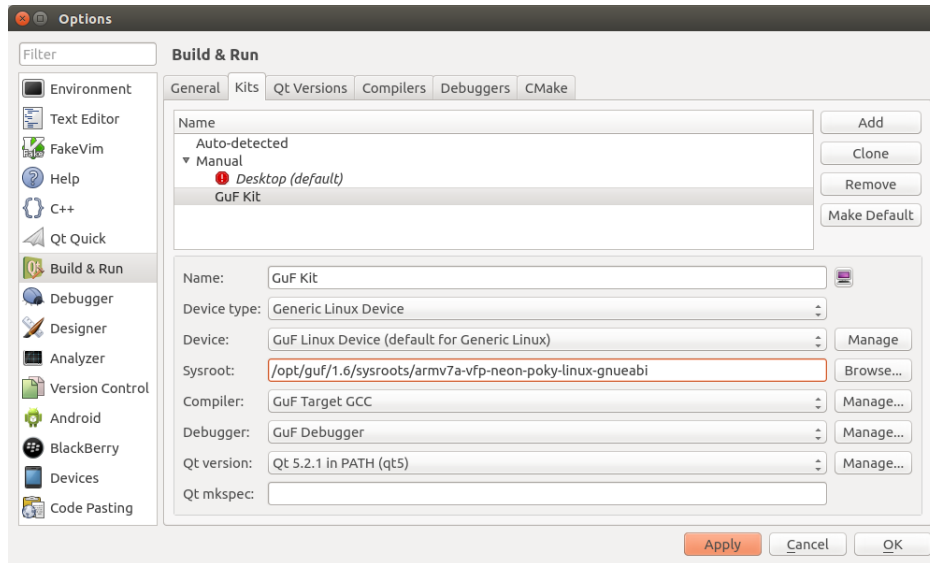 Options
Filter
Build & Run
Environment
Text Editor
FakeVim
Help
C++
Qt Quick
Build & Run
Debugger
Designer
Analyzer
Version Control
Android
BlackBerry
Devices
Code Pasting
General Kits Qt Versions Compilers Debuggers CMake
Name
Auto-detected
Manual
Desktop (default)
GuF Kit
Add
Clone
Remove
Make Default
Name: GuF Kit
Device type: Generic Linux Device
Device: GuF Linux Device (default for Generic Linux) Manage
Sysroot: /opt/guf/1.6/sysroots/armv7a-vfp-neon-poky-linux-gnueabi Browse...
Compiler: GuF Target GCC Manage...
Debugger: GuF Debugger Manage...
Qt version: Qt 5.2.1 in PATH (qt5) Manage...
Qt mkspec:
Apply Cancel OK